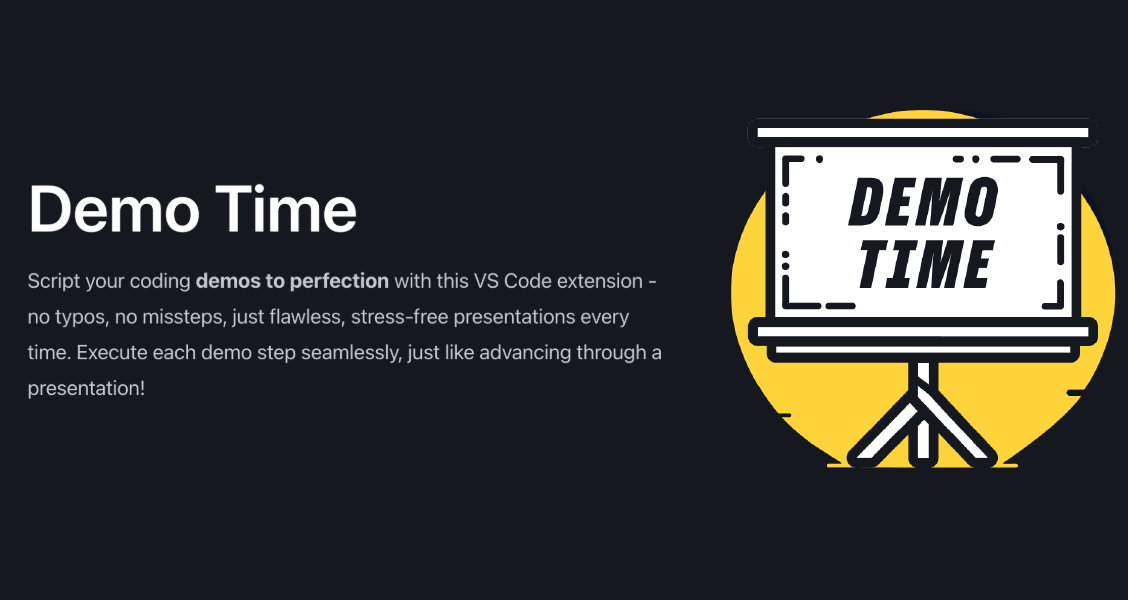 Demo Time
Script your coding demos to perfection with this VS Code extension -
no typos, no missteps, just flawless, stress-free presentations every
time. Execute each demo step seamlessly, just like advancing through a
presentation!
DEMO
TIME